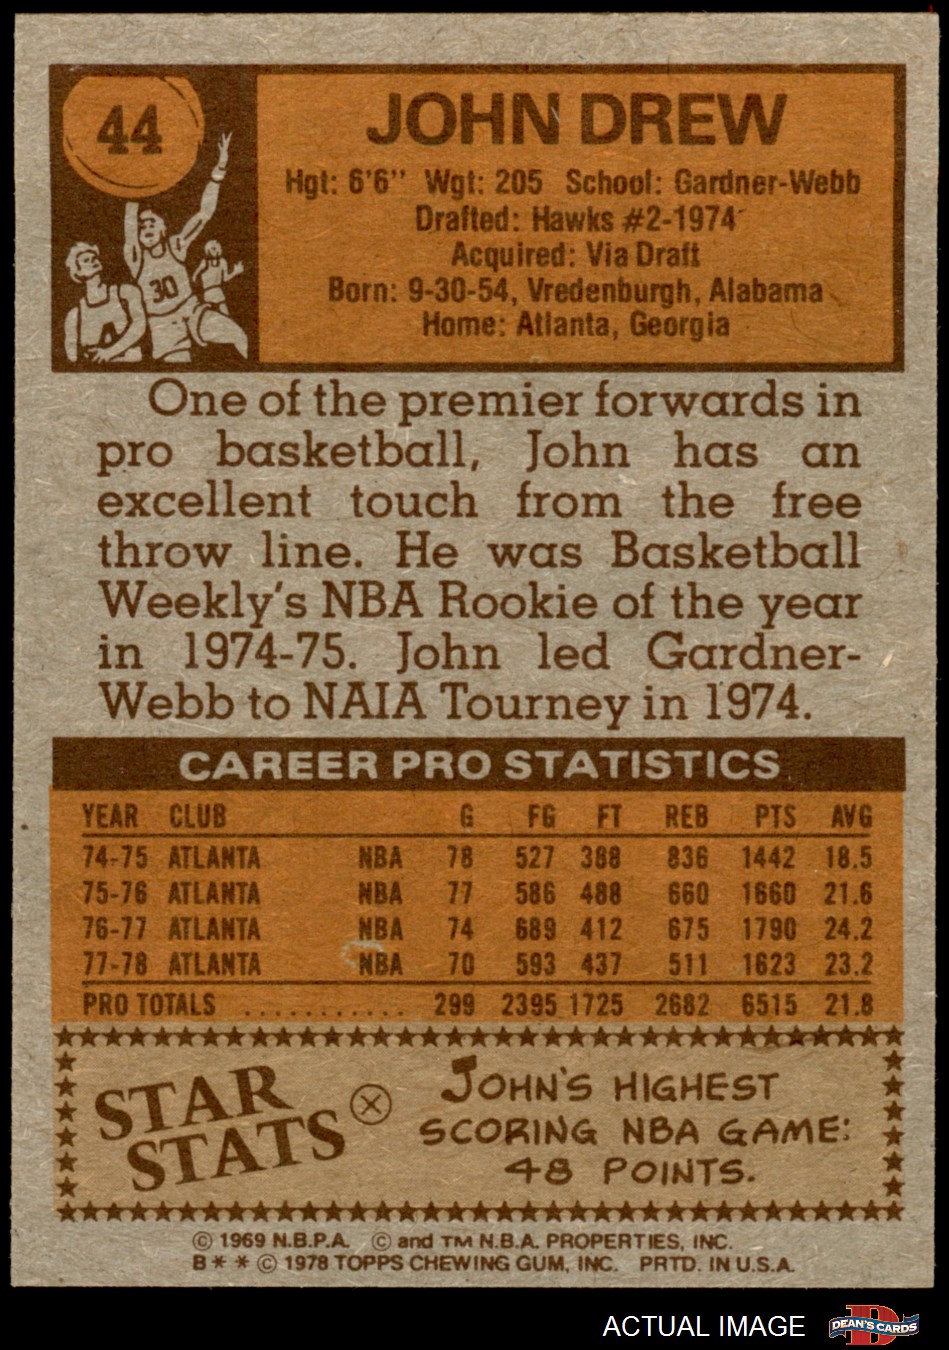 44
JOHN DREW
Hgt: 6'6" Wgt: 205 School: Gardner-Webb
Drafted: Hawks #2-1974
Acquired: Via Draft
Born: 9-30-54, Vredenburgh, Alabama
Home: Atlanta, Georgia
30
One of the premier forwards in
pro basketball, John has an
excellent touch from the free
throw line. He was Basketball
Weekly's NBA Rookie of the year
in 1974-75. John led Gardner-
Webb to NAIA Tourney in 1974.
CAREER PRO STATISTICS
YEAR CLUB G FG FT REB PTS AVG
74-75 ATLANTA NBA 78 527 388 836 1442 18.5
75-76 ATLANTA NBA 77 586 488 660 1660 21.6
76-77 ATLANTA NBA 74 689 412 675 1790 24.2
77-78 ATLANTA NBA 70 593 437 511 1623 23.2
PRO TOTALS ........... 299 2395 1725 2682 6515 21.8
STAR
STATS
JOHN'S HIGHEST
SCORING NBA GAME:
48 POINTS.
© 1969 N.B.P.A. © and TM N.B.A. PROPERTIES, INC.
B * * © 1978 TOPPS CHEWING GUM, INC. PRTD. IN U.S.A.
ACTUAL IMAGE
DEAN'S CARDS